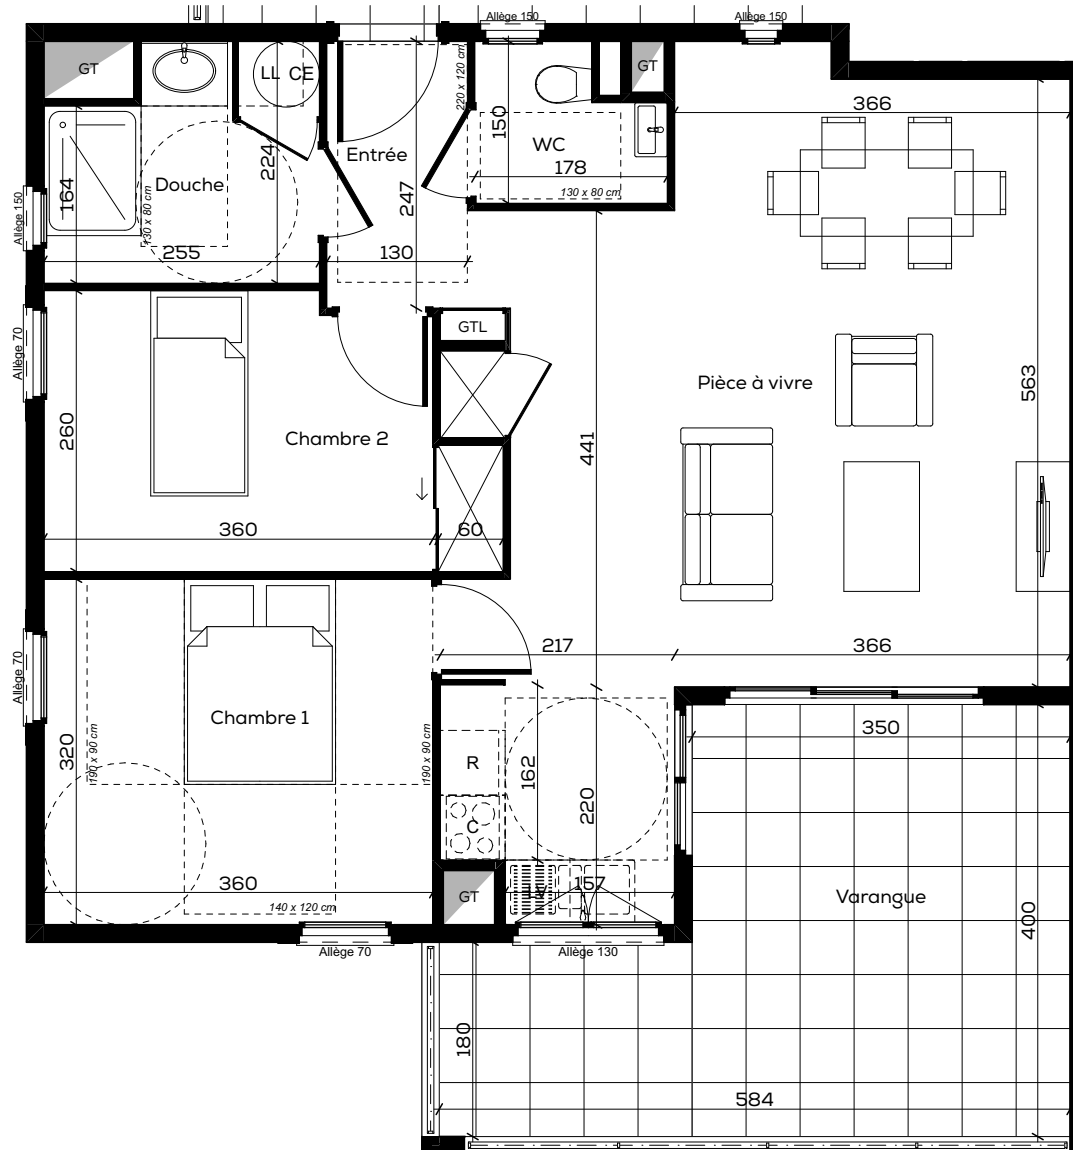 Allège 150
Allège 150
GT
LL CE
220 x 120 cm
GT
366
150
Entrée
WC
224
178
130 x 80 cm
164
Douche
130 x 80 cm
247
Allège 150
255
130
GTL
Allège 70
Pièce à vivre
563
260
Chambre 2
441
360
60
217
366
Allège 70
Chambre 1
320
190 x 90 cm
190 x 90 cm
R
162
220
350
C
360
GT
LV
157
Varangue
400
140 x 120 cm
Allège 70
Allège 130
180
584